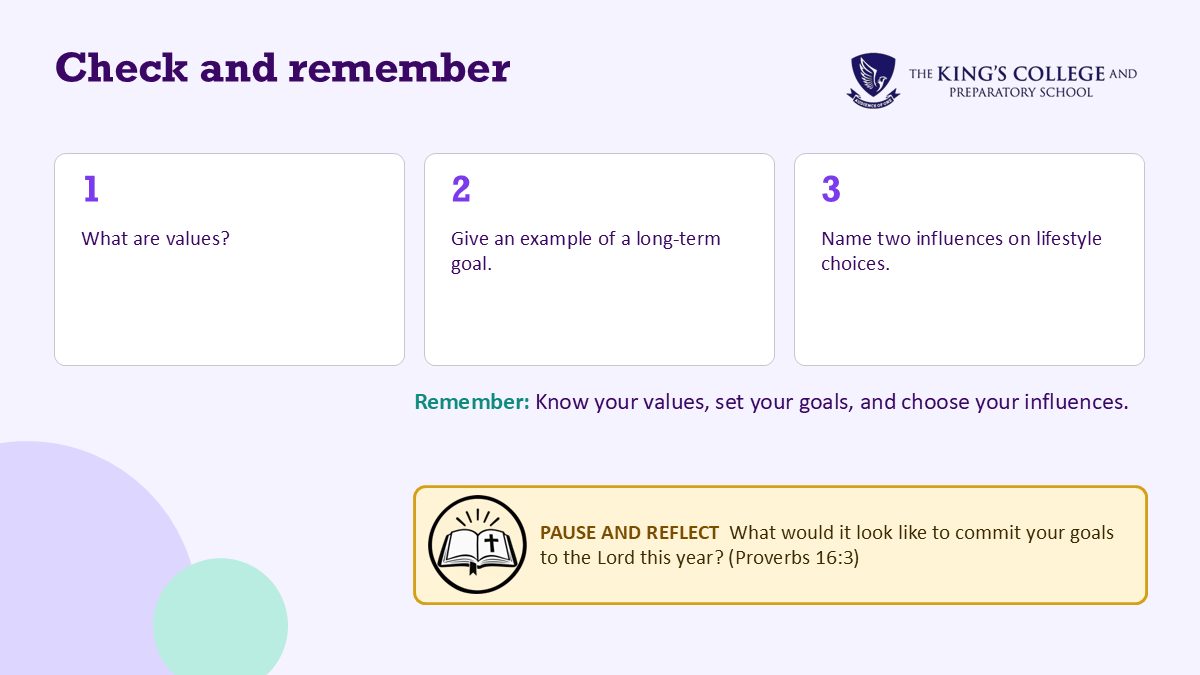 Check and remember
THE KING'S COLLEGE AND
PREPARATORY SCHOOL
AUDIENCE OF ONE
1
What are values?
2
Give an example of a long-term
goal.
3
Name two influences on lifestyle
choices.
Remember: Know your values, set your goals, and choose your influences.
PAUSE AND REFLECT What would it look like to commit your goals
to the Lord this year? (Proverbs 16:3)